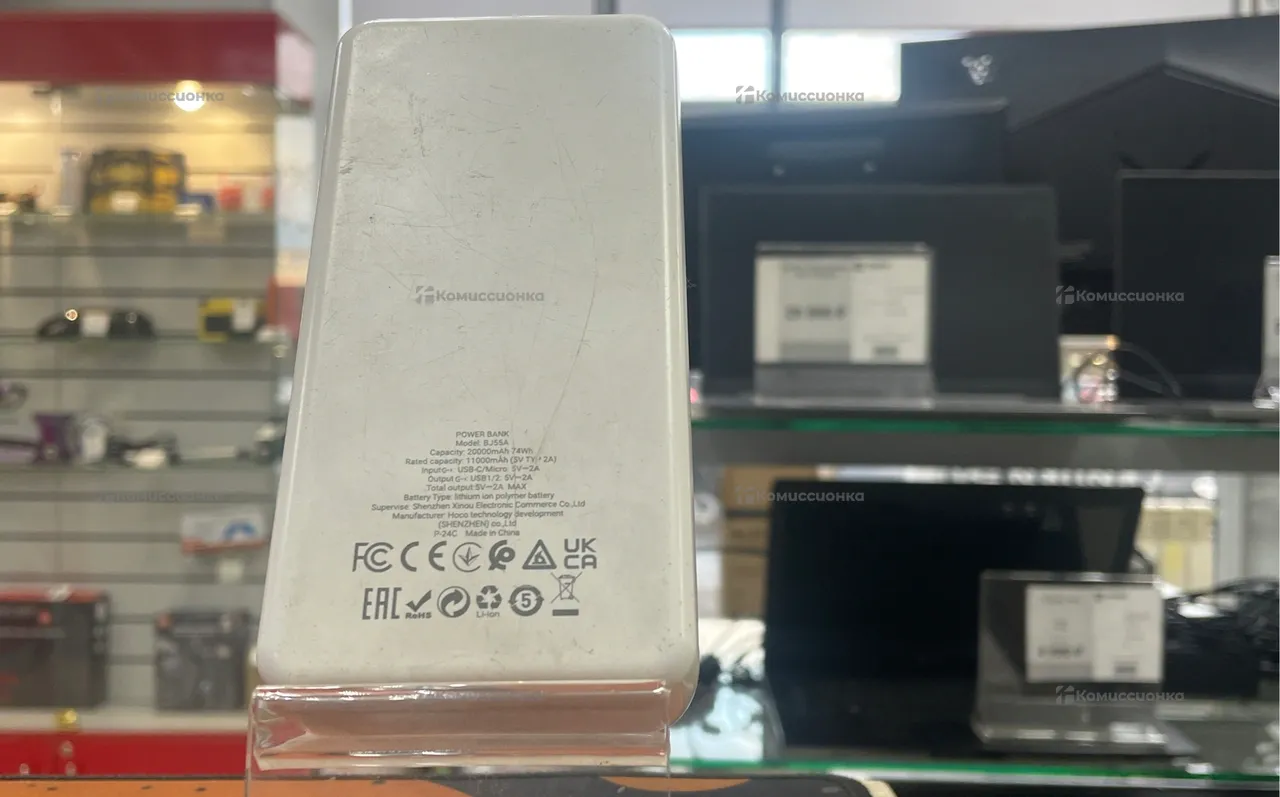 Комиссионка
Комиссионка
Комиссионка
Комиссионка
POWER BANK
Model: BJ55A
Capacity: 20000mAh 74Wh
Rated capacity: 11000mAh (5V TYP 2A)
Input: USB-C/Micro: 5V⎓2A
Output: USB1/2: 5V⎓2A
Total output:5V⎓2A MAX
Battery Type: lithium ion polymer battery
Supervise: Shenzhen Xinou Electronic Commerce Co.,Ltd
Manufacturer: Hoco technology development
(SHENZHEN) co.,Ltd
P-24C Made in China
FC CE UK
CA
EAC RoHS Li-ion 5
Комиссионка
Комиссионка
Комиссионка